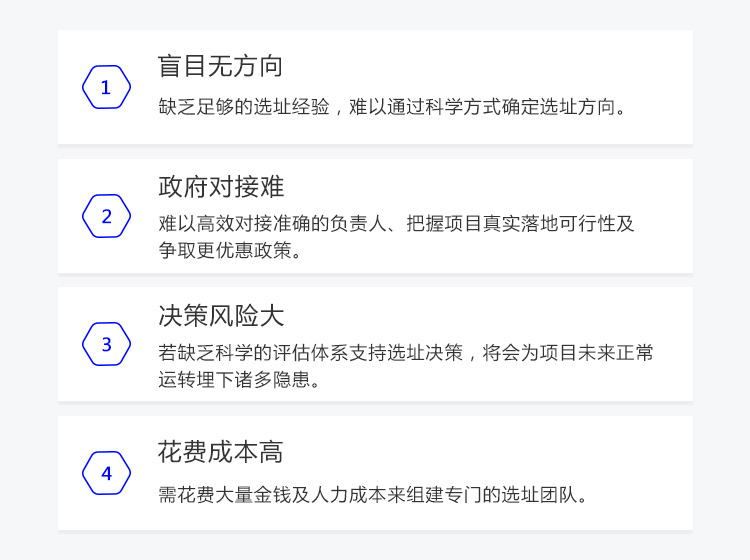 1
盲目无方向
缺乏足够的选址经验，难以通过科学方式确定选址方向。
2
政府对接难
难以高效对接准确的负责人、把握项目真实落地可行性及
争取更优惠政策。
3
决策风险大
若缺乏科学的评估体系支持选址决策，将会为项目未来正常
运转埋下诸多隐患。
4
花费成本高
需花费大量金钱及人力成本来组建专门的选址团队。